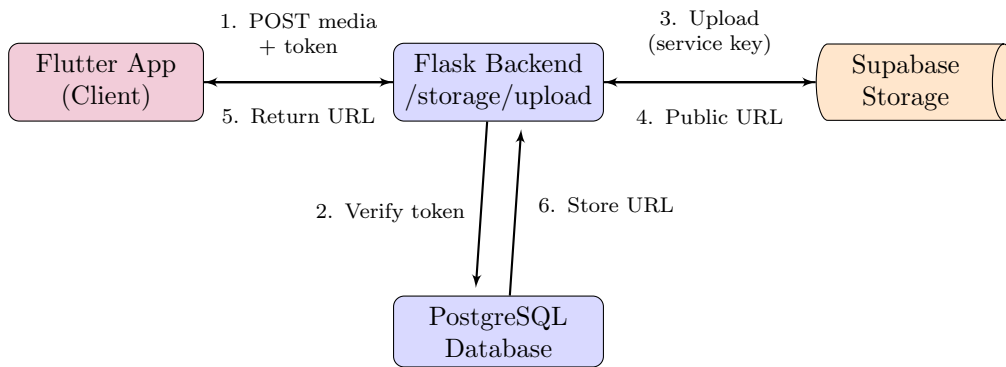 1. POST media
+ token
3. Upload
(service key)
Flutter App
(Client)
Flask Backend
/storage/upload
Supabase
Storage
5. Return URL
4. Public URL
2. Verify token
6. Store URL
PostgreSQL
Database